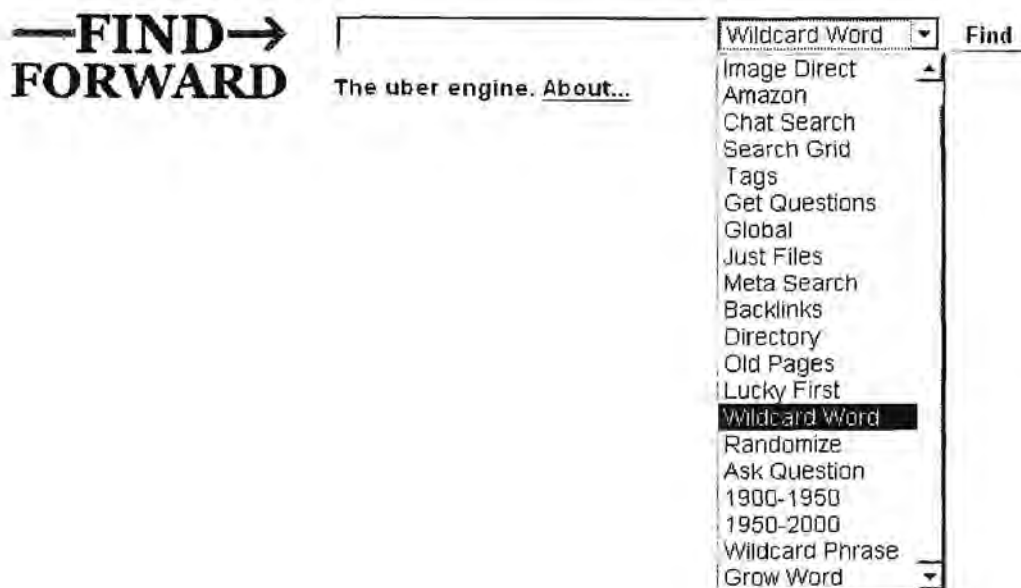 FIND
FORWARD
The uber engine. About...
Wildcard Word
Find
Image Direct
Amazon
Chat Search
Search Grid
Tags
Get Questions
Global
Just Files
Meta Search
Backlinks
Directory
Old Pages
Lucky First
Wildcard Word
Randomize
Ask Question
1900-1950
1950-2000
Wildcard Phrase
Grow Word